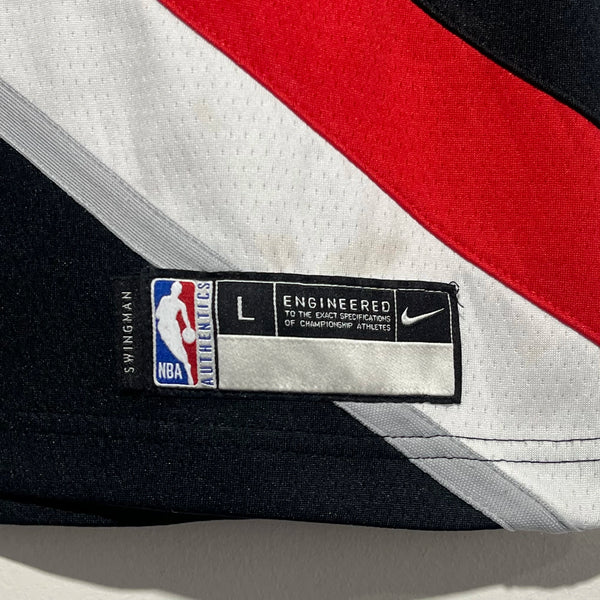 SWINGMAN
NBA
AUTHENTICS
L
ENGINEERED
TO THE EXACT SPECIFICATIONS
OF CHAMPIONSHIP ATHLETES